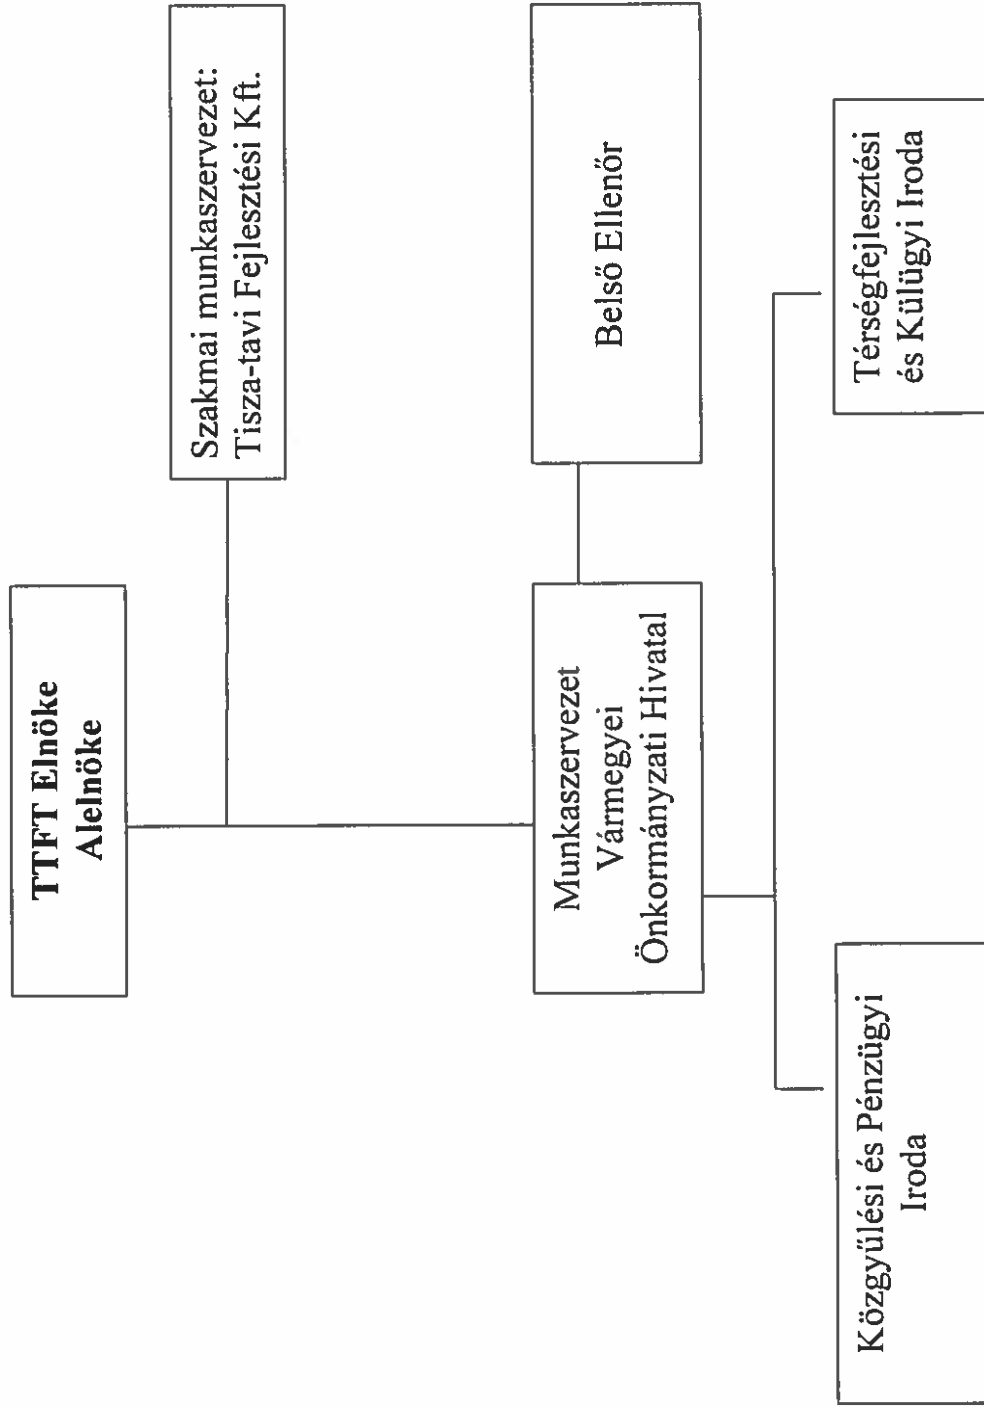 TTFT Elnöke
Alelnöke
Szakmai munkaszervezet:
Tisza-tavi Fejlesztési Kft.
Munkaszervezet
Vármegyei
Önkormányzati Hivatal
Belső Ellenőr
Közgyűlési és Pénzügyi
Iroda
Térségfejlesztési
és Külügyi Iroda